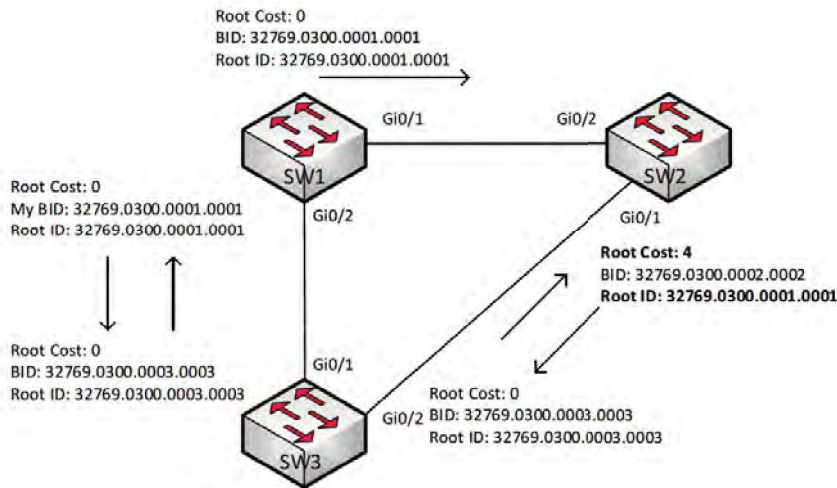 Root Cost: 0
BID: 32769.0300.0001.0001
Root ID: 32769.0300.0001.0001
Gi0/1
Gi0/2
SW1
SW2
Root Cost: 0
My BID: 32769.0300.0001.0001
Root ID: 32769.0300.0001.0001
Gi0/2
Gi0/1
Root Cost: 4
BID: 32769.0300.0002.0002
Root ID: 32769.0300.0001.0001
Root Cost: 0
BID: 32769.0300.0003.0003
Root ID: 32769.0300.0003.0003
Gi0/1
Gi0/2
Root Cost: 0
BID: 32769.0300.0003.0003
Root ID: 32769.0300.0003.0003
SW3